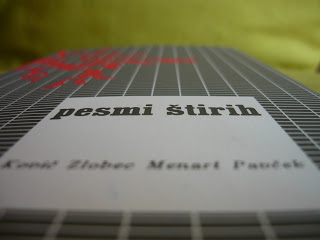 pesmi štirih
Kovič Zlobec Menart Pavček